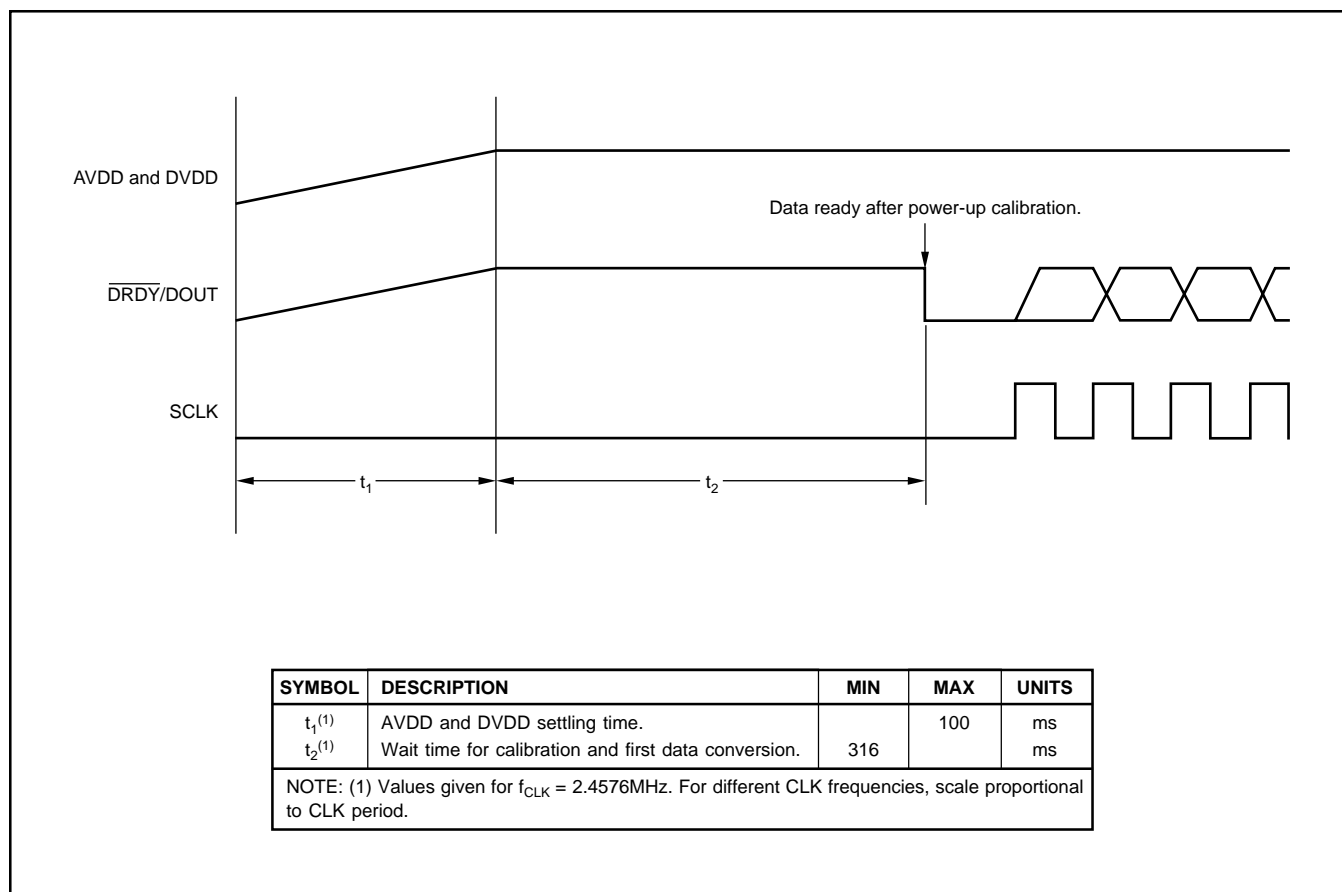 AVDD and DVDD
Data ready after power-up calibration.
DRDY/DOUT
SCLK
t1
t2
SYMBOL DESCRIPTION MIN MAX UNITS
t1(1) AVDD and DVDD settling time. 100 ms
t2(1) Wait time for calibration and first data conversion. 316 ms
NOTE: (1) Values given for fCLK = 2.4576MHz. For different CLK frequencies, scale proportional
to CLK period.